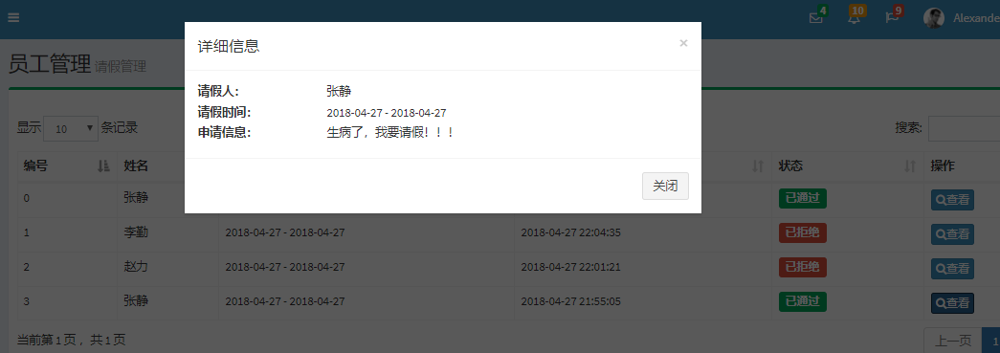 4
10
9
Alexande
员工管理 请假管理
详细信息 ×
请假人: 张静
请假时间: 2018-04-27 - 2018-04-27
申请信息: 生病了，我要请假！！！
关闭
显示 10 条记录
搜索:
编号 姓名 状态 操作
0 张静 已通过 查看
1 李勤 2018-04-27 - 2018-04-27 2018-04-27 22:04:35 已拒绝 查看
2 赵力 2018-04-27 - 2018-04-27 2018-04-27 22:01:21 已拒绝 查看
3 张静 2018-04-27 - 2018-04-27 2018-04-27 21:55:05 已通过 查看
当前第 1 页 ，共 1 页
上一页 1